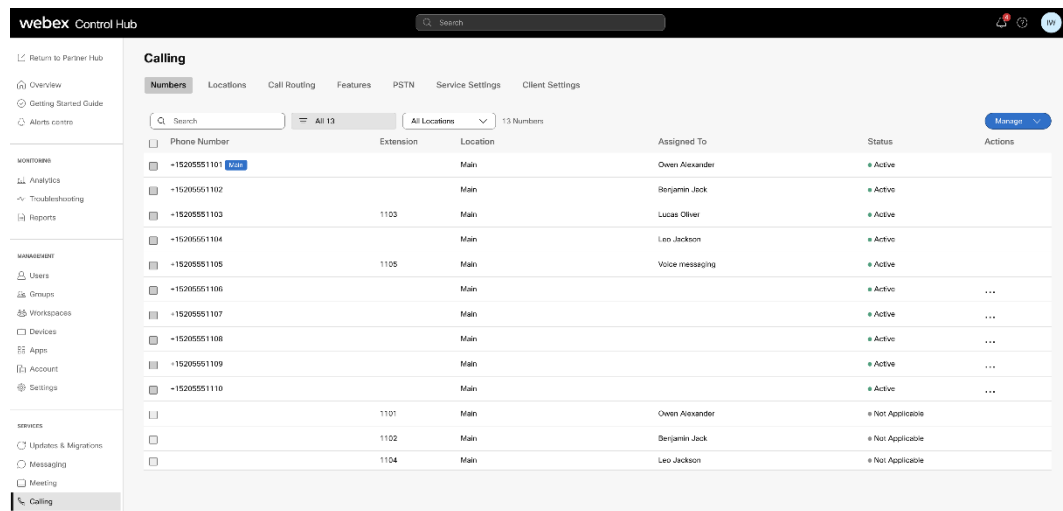 webex Control Hub
Search
4
IW
Return to Partner Hub
Overview
Getting Started Guide
Alerts centre
MONITORING
Analytics
Troubleshooting
Reports
MANAGEMENT
Users
Groups
Workspaces
Devices
Apps
Account
Settings
SERVICES
Updates & Migrations
Messaging
Meeting
Calling
Calling
Numbers Locations Call Routing Features PSTN Service Settings Client Settings
Search All 13 All Locations 13 Numbers Manage
Phone Number Extension Location Assigned To Status Actions
+15205551101 Main Main Owen Alexander Active
+15205551102 Main Benjamin Jack Active
+15205551103 1103 Main Lucas Oliver Active
+15205551104 Main Leo Jackson Active
+15205551105 1105 Main Voice messaging Active
+15205551106 Main Active ...
+15205551107 Main Active ...
+15205551108 Main Active ...
+15205551109 Main Active ...
+15205551110 Main Active ...
1101 Main Owen Alexander Not Applicable
1102 Main Benjamin Jack Not Applicable
1104 Main Leo Jackson Not Applicable